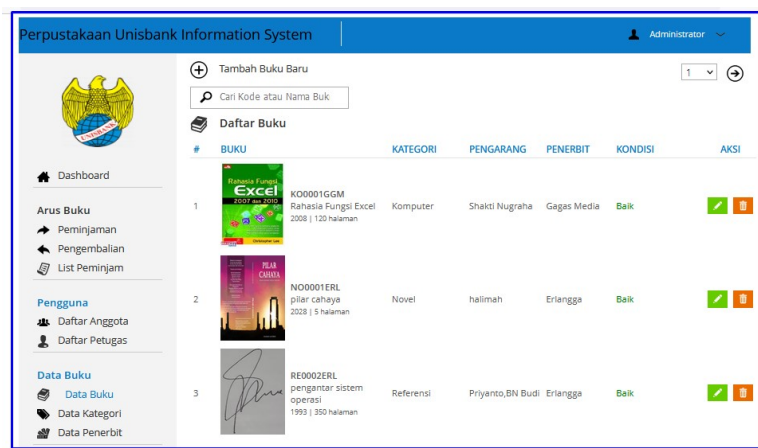 Perpustakaan Unisbank Information System
Administrator
UNISBANK
Dashboard
Arus Buku
Peminjaman
Pengembalian
List Peminjam
Pengguna
Daftar Anggota
Daftar Petugas
Data Buku
Data Buku
Data Kategori
Data Penerbit
Tambah Buku Baru
1
Cari Kode atau Nama Buk
Daftar Buku
# BUKU KATEGORI PENGARANG PENERBIT KONDISI AKSI
1
Rahasia Fungsi
Excel
2007 dan 2010
KO0001GGM
Rahasia Fungsi Excel
2008 | 120 halaman
Komputer Shakti Nugraha Gagas Media Baik
2
PILAR
CAHAYA
NO0001ERL
pilar cahaya
2028 | 5 halaman
Novel halimah Erlangga Baik
3
RE0002ERL
pengantar sistem
operasi
1993 | 350 halaman
Referensi Priyanto,BN Budi Erlangga Baik